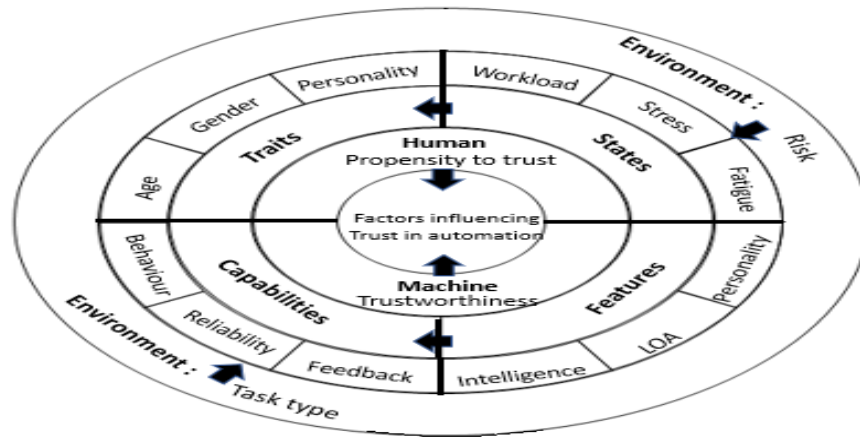 Environment :
Risk
Personality
Workload
Gender
Stress
Age
Fatigue
Traits
States
Human
Propensity to trust
Factors influencing
Trust in automation
Machine
Trustworthiness
Capabilities
Features
Behaviour
Reliability
Feedback
Intelligence
LOA
Personality
Environment :
Task type